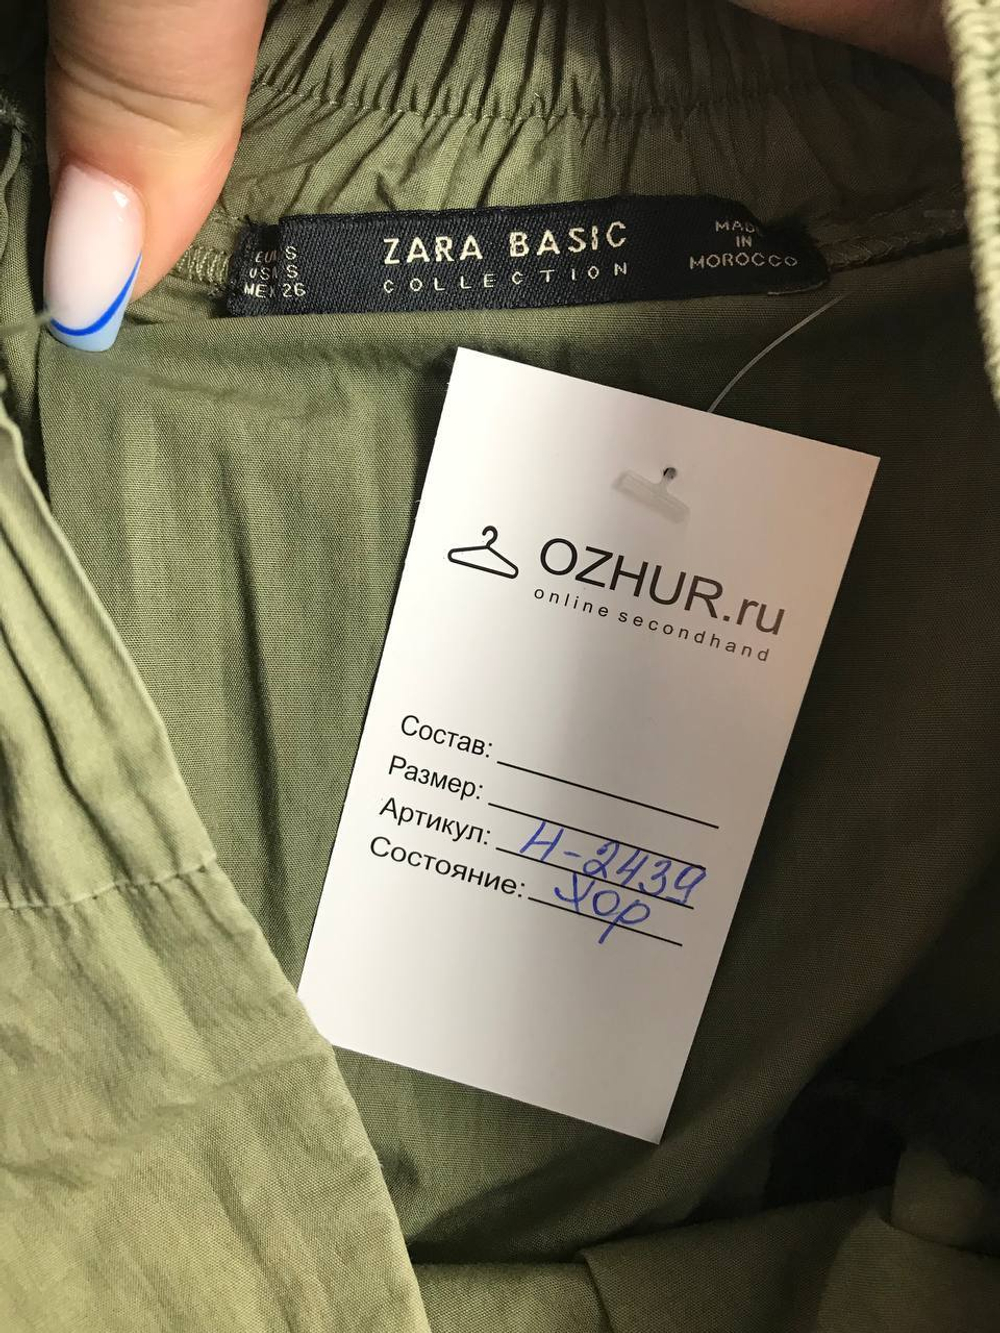 EUR S
USA S
MEX 26
ZARA BASIC
COLLECTION
MADE
IN
MOROCCO
OZHUR.ru
online secondhand
Состав:
Размер:
Артикул: Н-2439
Состояние: Хор